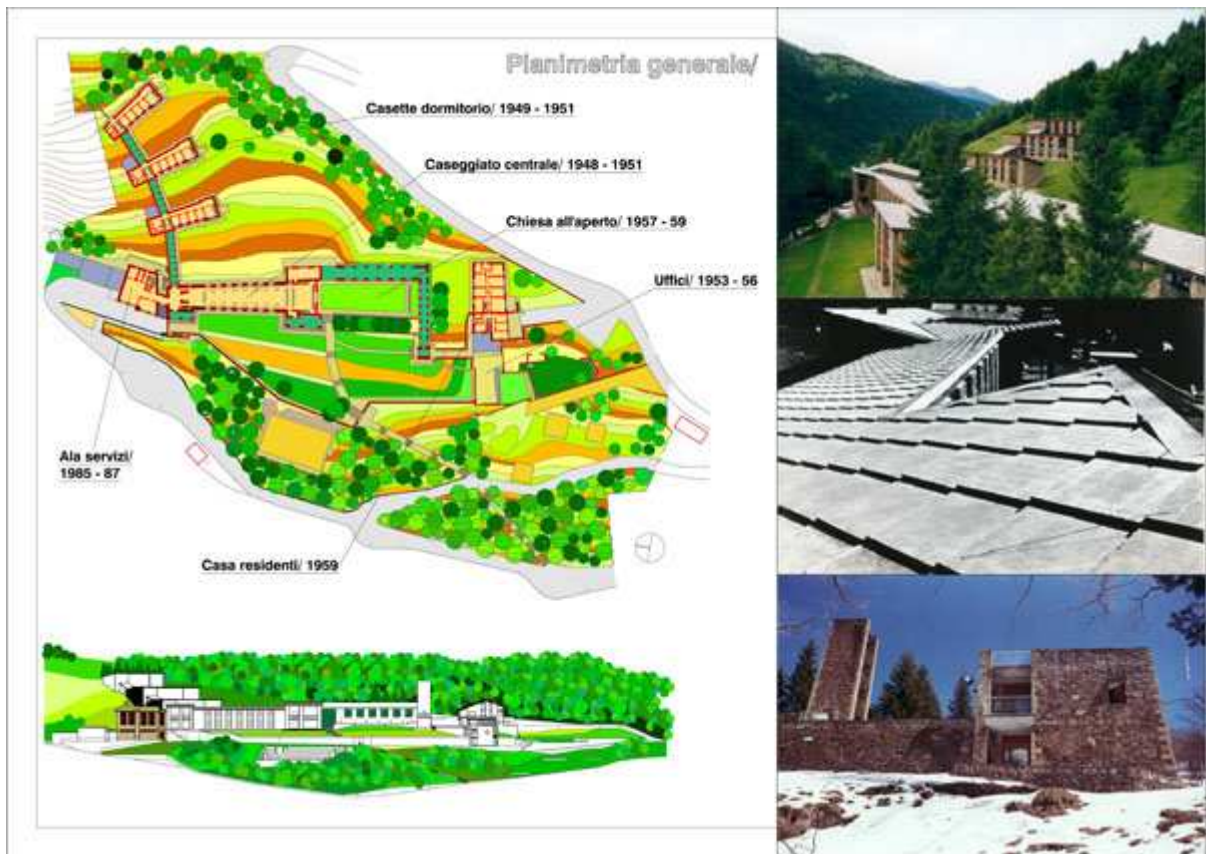 Planimetria generale/
Casette dormitorio/ 1949 - 1951
Caseggiato centrale/ 1948 - 1951
Chiesa all'aperto/ 1957 - 59
Uffici/ 1953 - 56
Ala servizi/
1985 - 87
Casa residenti/ 1959